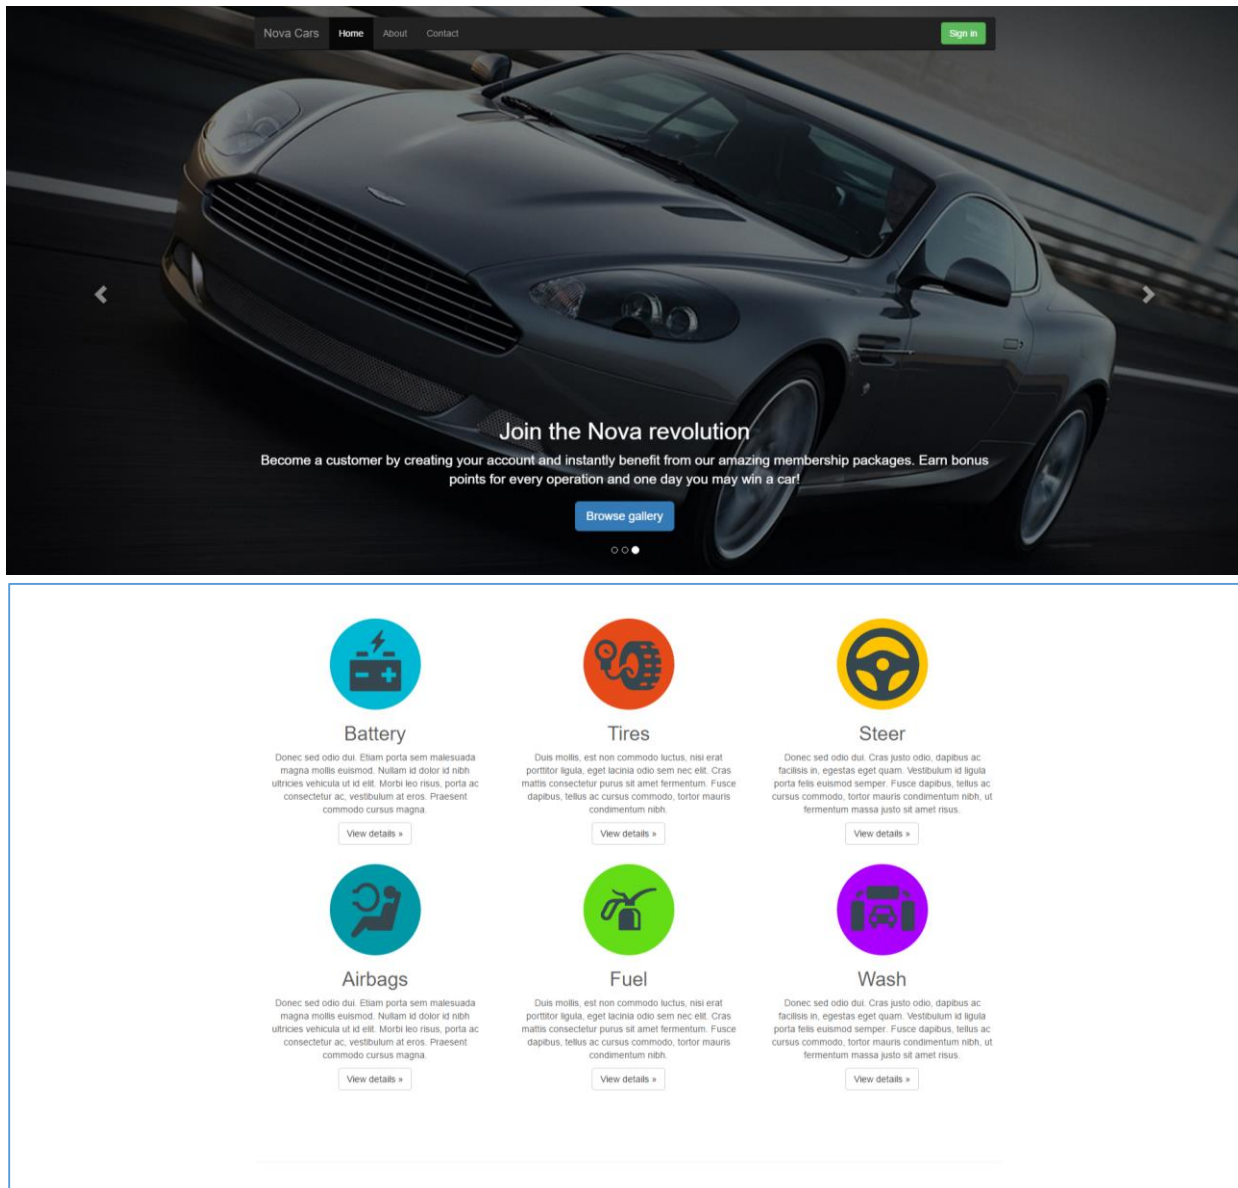 Nova Cars Home About Contact Sign in
Join the Nova revolution
Become a customer by creating your account and instantly benefit from our amazing membership packages. Earn bonus
points for every operation and one day you may win a car!
Browse gallery
Battery
Donec sed odio dui. Etiam porta sem malesuada
magna mollis euismod. Nullam id dolor id nibh
ultricies vehicula ut id elit. Morbi leo risus, porta ac
consectetur ac, vestibulum at eros. Praesent
commodo cursus magna.
View details »
Tires
Duis mollis, est non commodo luctus, nisi erat
porttitor ligula, eget lacinia odio sem nec elit. Cras
mattis consectetur purus sit amet fermentum. Fusce
dapibus, tellus ac cursus commodo, tortor mauris
condimentum nibh.
View details »
Steer
Donec sed odio dui. Cras justo odio, dapibus ac
facilisis in, egestas eget quam. Vestibulum id ligula
porta felis euismod semper. Fusce dapibus, tellus ac
cursus commodo, tortor mauris condimentum nibh, ut
fermentum massa justo sit amet risus.
View details »
Airbags
Donec sed odio dui. Etiam porta sem malesuada
magna mollis euismod. Nullam id dolor id nibh
ultricies vehicula ut id elit. Morbi leo risus, porta ac
consectetur ac, vestibulum at eros. Praesent
commodo cursus magna.
View details »
Fuel
Duis mollis, est non commodo luctus, nisi erat
porttitor ligula, eget lacinia odio sem nec elit. Cras
mattis consectetur purus sit amet fermentum. Fusce
dapibus, tellus ac cursus commodo, tortor mauris
condimentum nibh.
View details »
Wash
Donec sed odio dui. Cras justo odio, dapibus ac
facilisis in, egestas eget quam. Vestibulum id ligula
porta felis euismod semper. Fusce dapibus, tellus ac
cursus commodo, tortor mauris condimentum nibh, ut
fermentum massa justo sit amet risus.
View details »